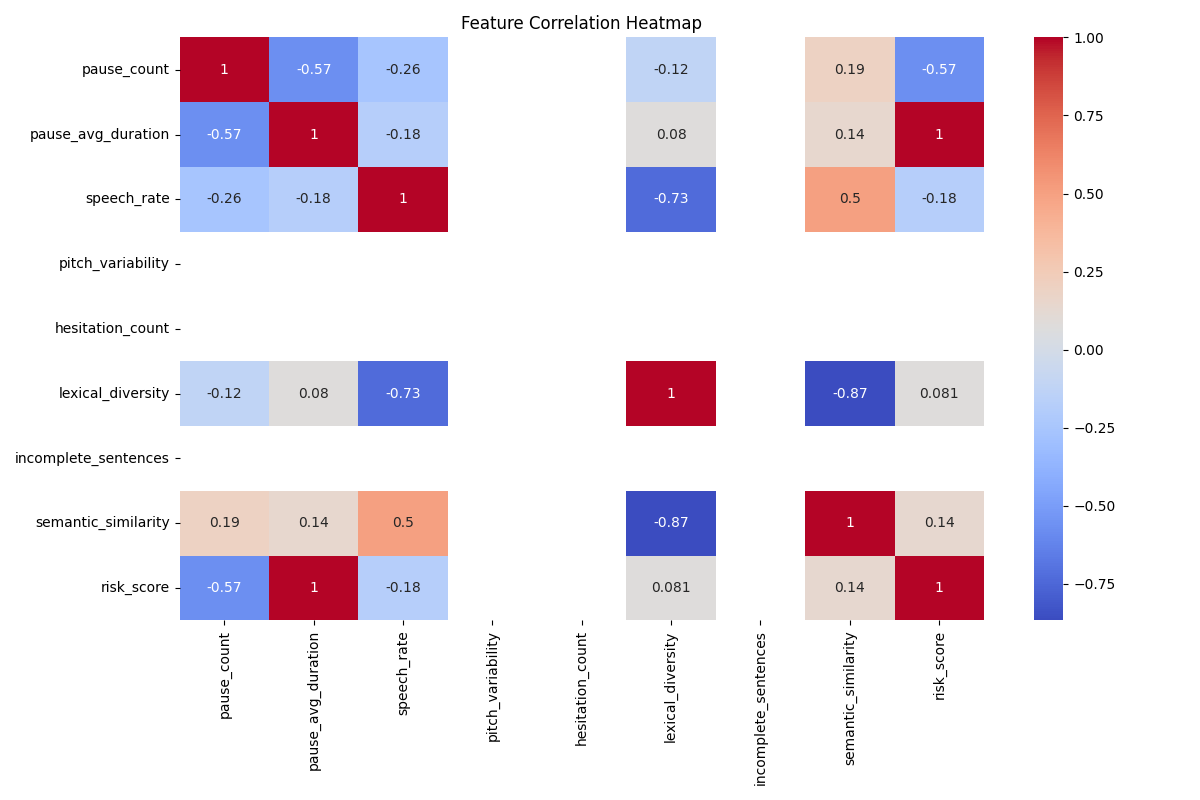 Feature Correlation Heatmap
pause_count 1 -0.57 -0.26 -0.12 0.19 -0.57
pause_avg_duration -0.57 1 -0.18 0.08 0.14 1
speech_rate -0.26 -0.18 1 -0.73 0.5 -0.18
pitch_variability
hesitation_count
lexical_diversity -0.12 0.08 -0.73 1 -0.87 0.081
incomplete_sentences
semantic_similarity 0.19 0.14 0.5 -0.87 1 0.14
risk_score -0.57 1 -0.18 0.081 0.14 1
pause_count
pause_avg_duration
speech_rate
pitch_variability
hesitation_count
lexical_diversity
incomplete_sentences
semantic_similarity
risk_score
1.00
0.75
0.50
0.25
0.00
−0.25
−0.50
−0.75